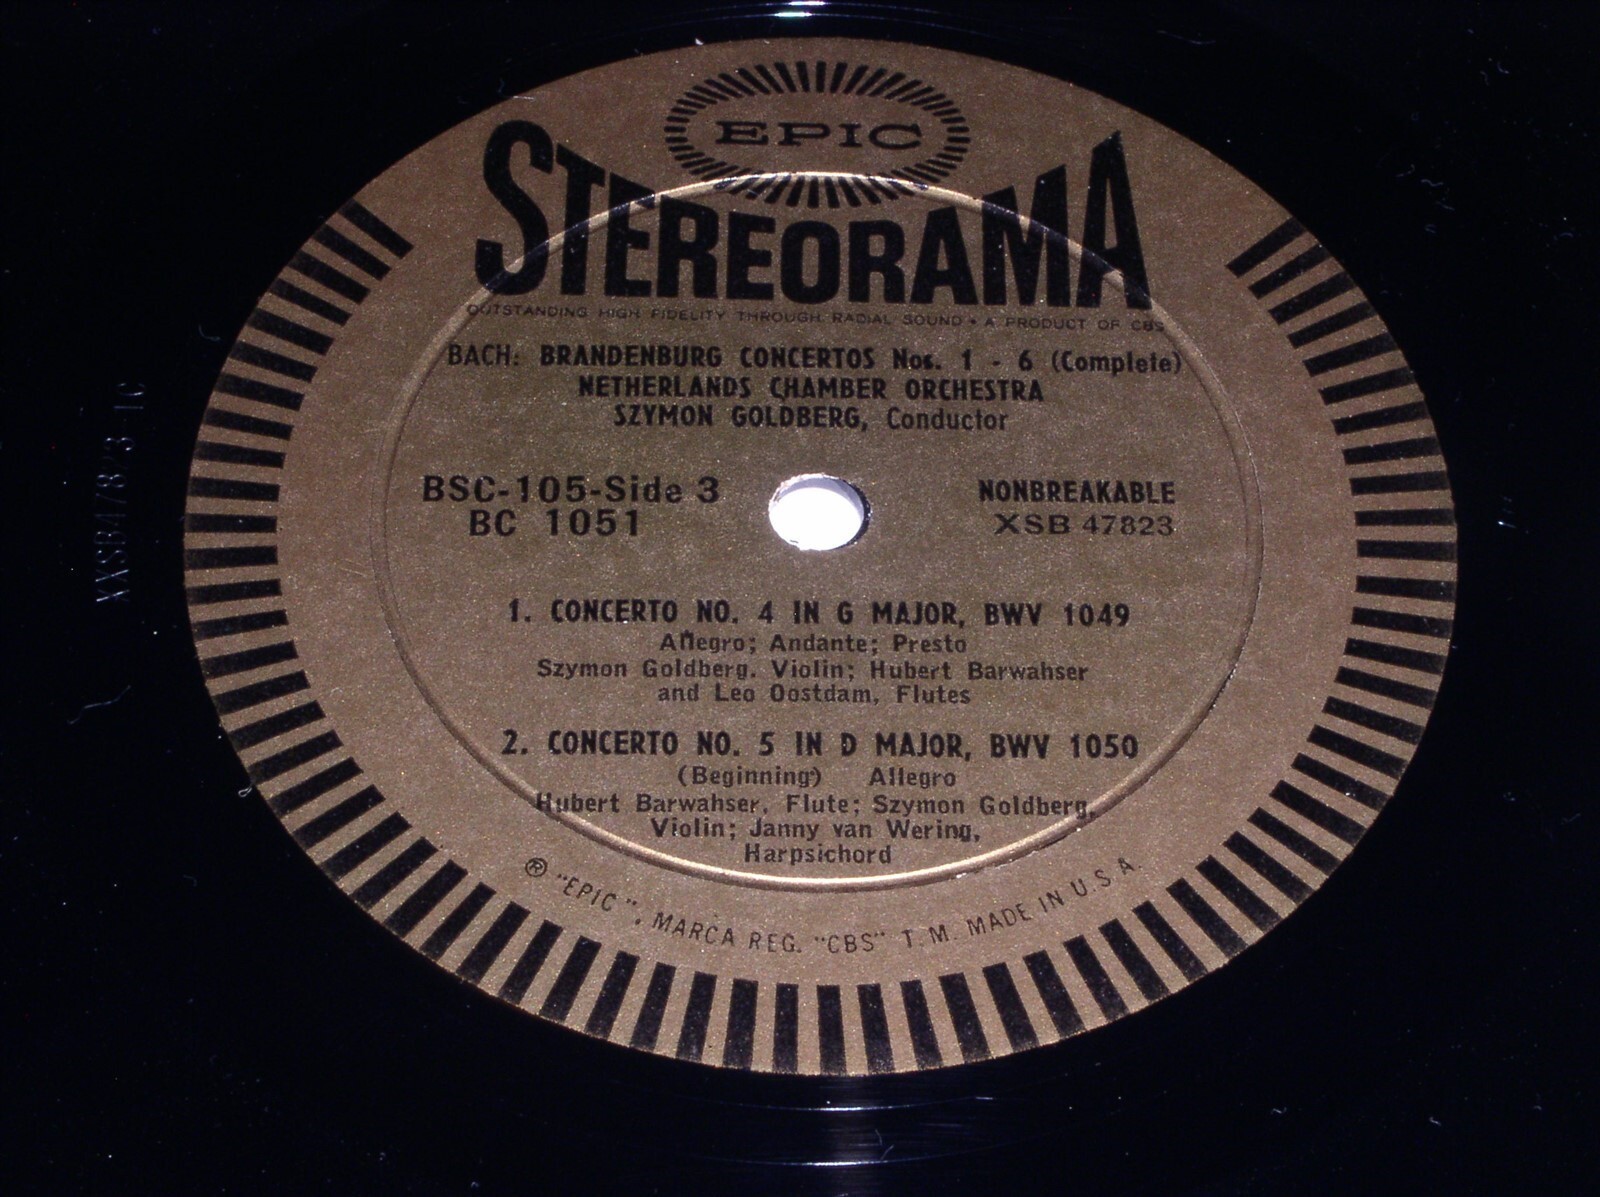 EPIC
STEREORAMA
OUTSTANDING HIGH FIDELITY THROUGH RADIAL SOUND • A PRODUCT OF CBS
BACH: BRANDENBURG CONCERTOS Nos. 1 - 6 (Complete)
NETHERLANDS CHAMBER ORCHESTRA
SZYMON GOLDBERG, Conductor
BSC-105-Side 3
BC 1051
NONBREAKABLE
XSB 47823
1. CONCERTO NO. 4 IN G MAJOR, BWV 1049
Allegro; Andante; Presto
Szymon Goldberg, Violin; Hubert Barwahser
and Leo Oostdam, Flutes
2. CONCERTO NO. 5 IN D MAJOR, BWV 1050
(Beginning) Allegro
Hubert Barwahser, Flute; Szymon Goldberg,
Violin; Janny van Wering,
Harpsichord
® "EPIC", MARCA REG. "CBS" T.M. MADE IN U.S.A.